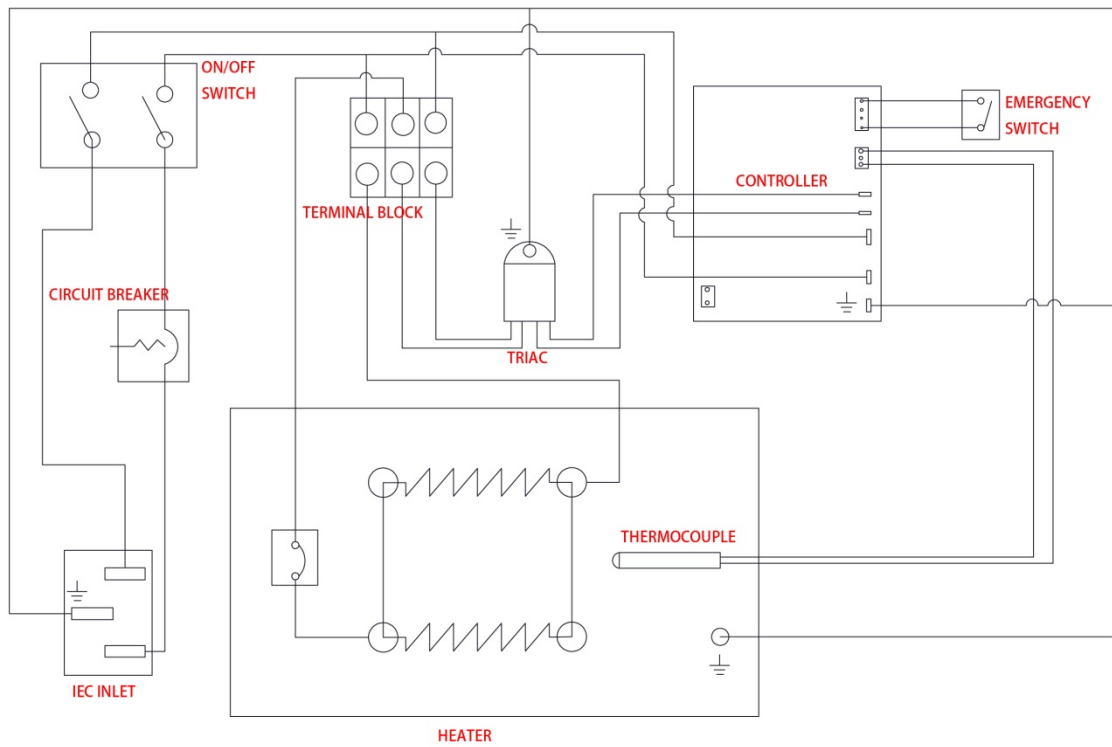 ON/OFF
SWITCH
EMERGENCY
SWITCH
CONTROLLER
TERMINAL BLOCK
CIRCUIT BREAKER
TRIAC
THERMOCOUPLE
IEC INLET
HEATER